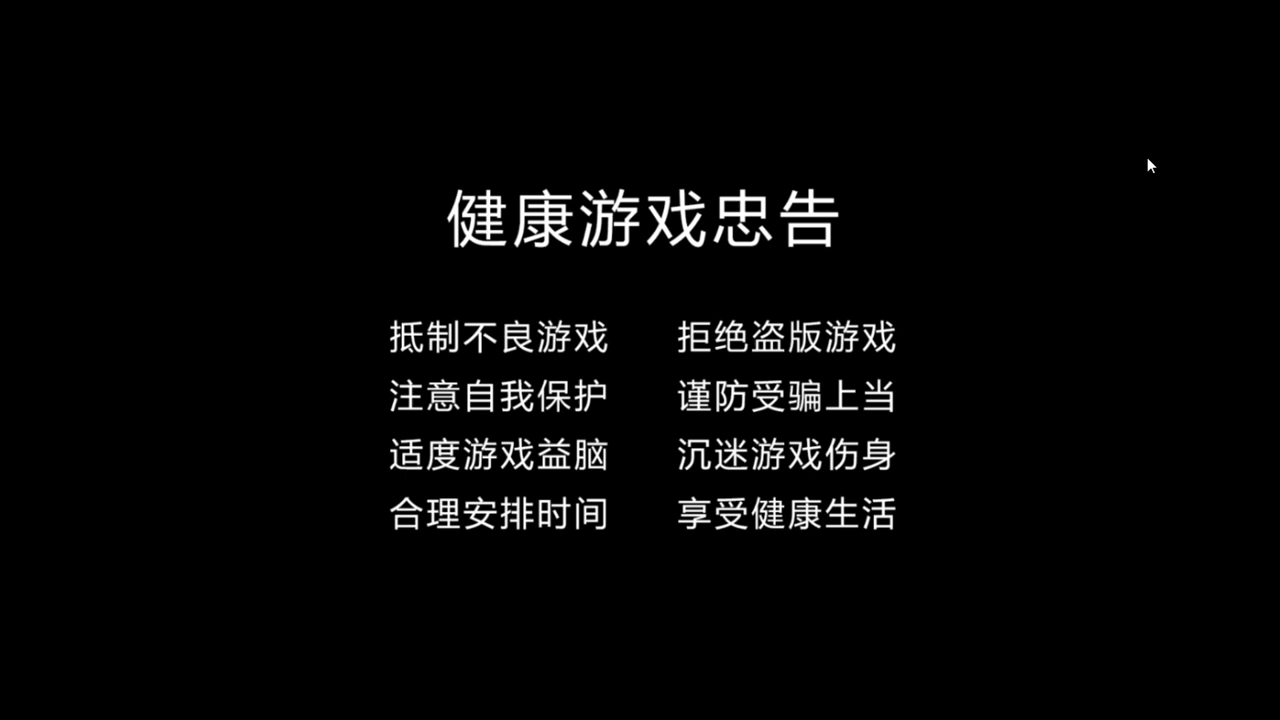 健康游戏忠告
抵制不良游戏 拒绝盗版游戏
注意自我保护 谨防受骗上当
适度游戏益脑 沉迷游戏伤身
合理安排时间 享受健康生活